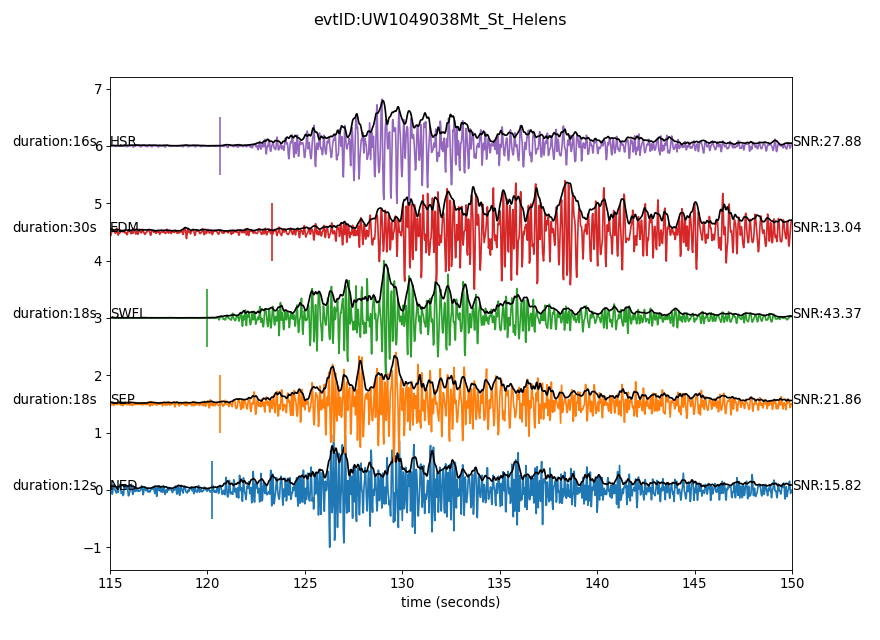 evtID:UW1049038Mt_St_Helens
7
duration:16s HSR 6 SNR:27.88
5
duration:30s EDM SNR:13.04
4
duration:18s SWFL 3 SNR:43.37
2
duration:18s SEP SNR:21.86
1
duration:12s NED 0 SNR:15.82
−1
115 120 125 130 135 140 145 150
time (seconds)